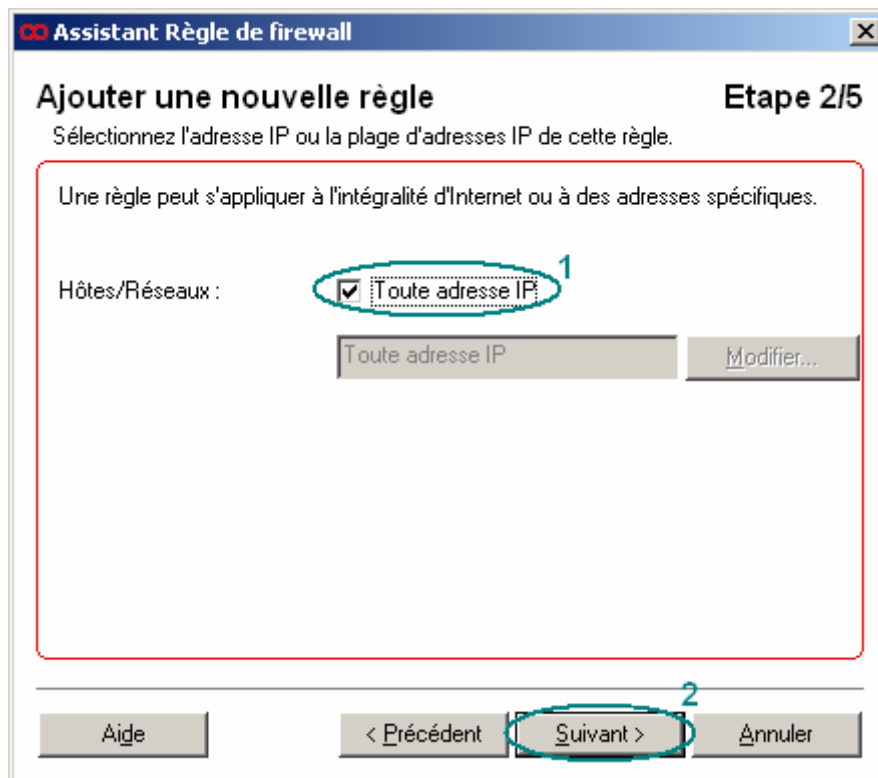 Assistant Règle de firewall
Ajouter une nouvelle règle Etape 2/5
Sélectionnez l'adresse IP ou la plage d'adresses IP de cette règle.
Une règle peut s'appliquer à l'intégralité d'Internet ou à des adresses spécifiques.
1
Hôtes/Réseaux : Toute adresse IP
Toute adresse IP Modifier...
2
Aide < Précédent Suivant > Annuler